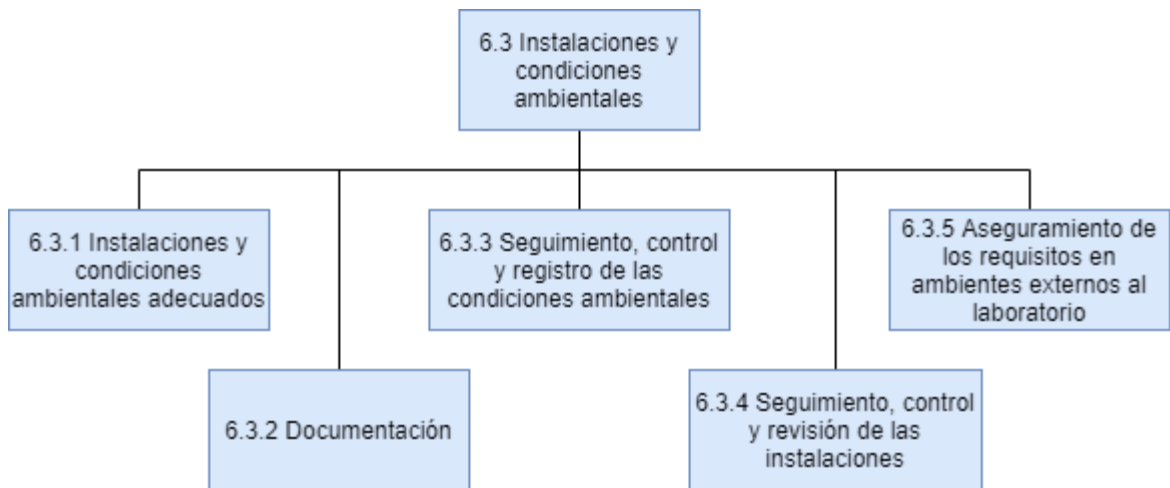 6.3 Instalaciones y
condiciones
ambientales
6.3.1 Instalaciones y
condiciones
ambientales adecuados
6.3.3 Seguimiento, control
y registro de las
condiciones ambientales
6.3.5 Aseguramiento de
los requisitos en
ambientes externos al
laboratorio
6.3.2 Documentación
6.3.4 Seguimiento, control
y revisión de las
instalaciones